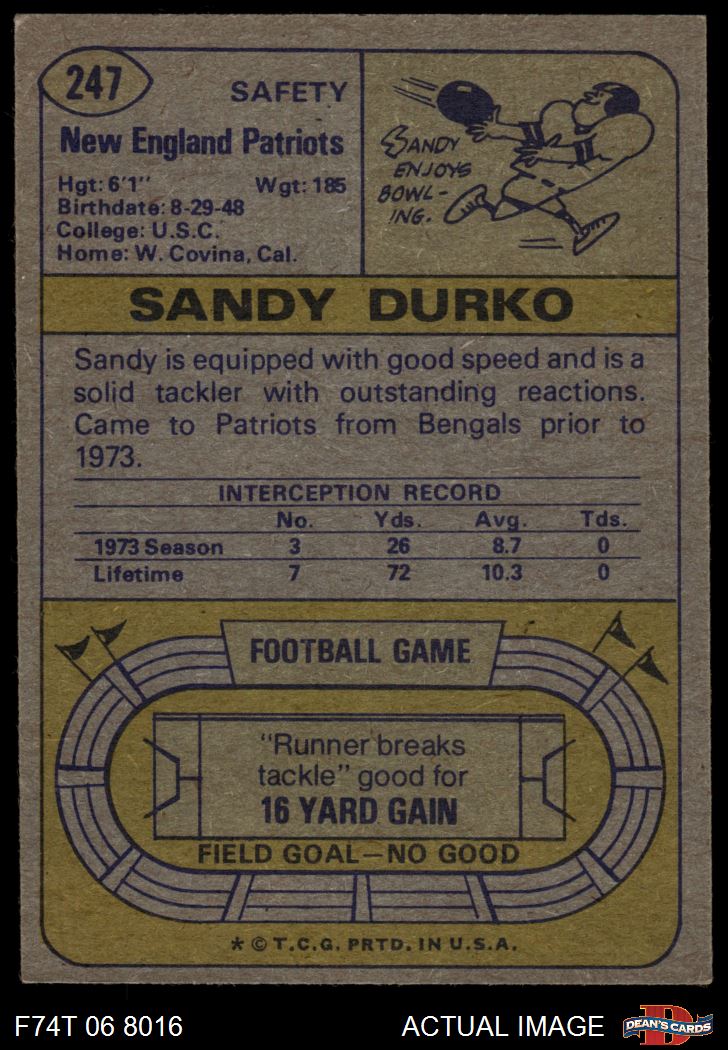 247
SAFETY
New England Patriots
Hgt: 6'1'' Wgt: 185
Birthdate: 8-29-48
College: U.S.C.
Home: W. Covina, Cal.
SANDY
ENJOYS
BOWL-
ING.
SANDY DURKO
Sandy is equipped with good speed and is a
solid tackler with outstanding reactions.
Came to Patriots from Bengals prior to
1973.
INTERCEPTION RECORD
No. Yds. Avg. Tds.
1973 Season 3 26 8.7 0
Lifetime 7 72 10.3 0
FOOTBALL GAME
"Runner breaks
tackle" good for
16 YARD GAIN
FIELD GOAL—NO GOOD
* © T.C.G. PRTD. IN U.S.A.
F74T 06 8016 ACTUAL IMAGE
D
DEAN'S CARDS